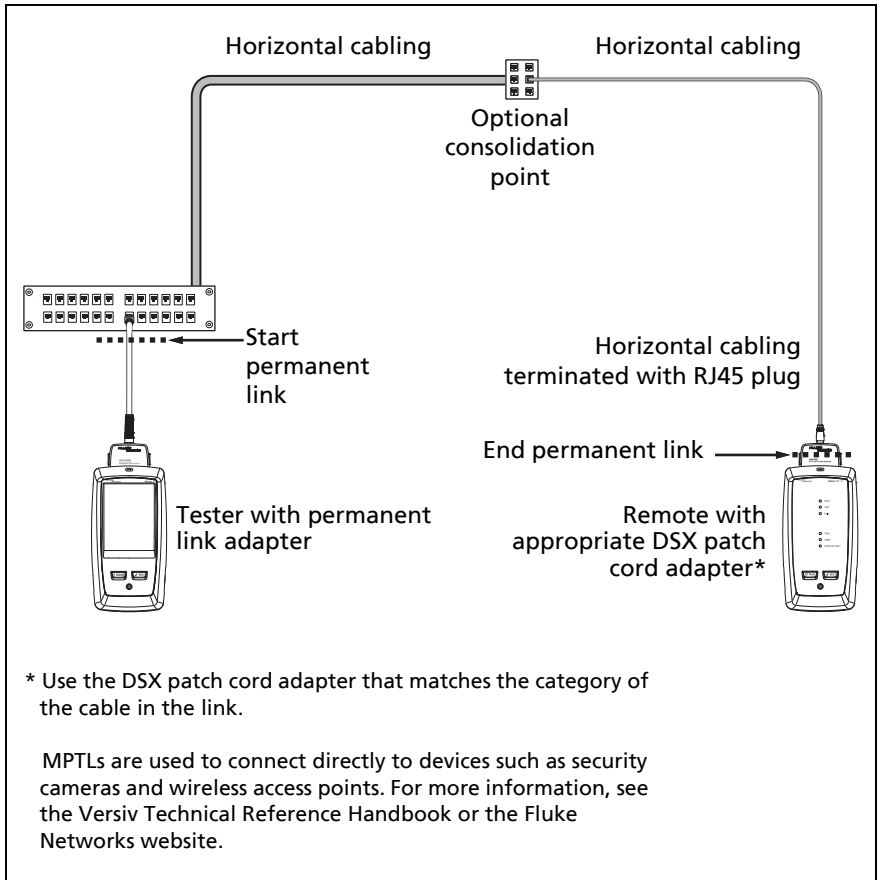 Horizontal cabling
Horizontal cabling
Optional
consolidation
point
Start
permanent
link
Horizontal cabling
terminated with RJ45 plug
End permanent link
Tester with permanent
link adapter
Remote with
appropriate DSX patch
cord adapter*
* Use the DSX patch cord adapter that matches the category of
the cable in the link.
MPTLs are used to connect directly to devices such as security
cameras and wireless access points. For more information, see
the Versiv Technical Reference Handbook or the Fluke
Networks website.